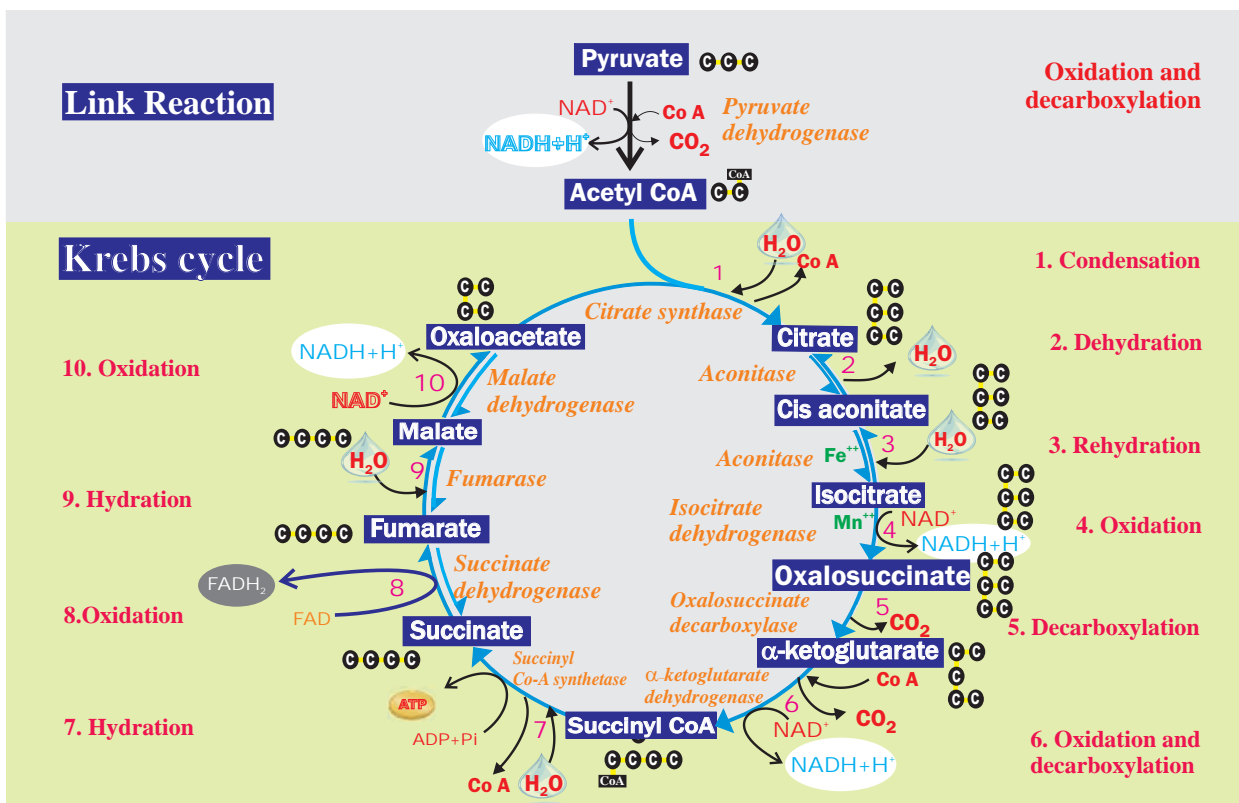 Pyruvate
C C C
Link Reaction
Oxidation and
decarboxylation
NAD⁺
Co A
Pyruvate
dehydrogenase
NADH+H⁺
CO₂
CoA
Acetyl CoA
C C
Krebs cycle
H₂O
Co A
1
1. Condensation
Citrate synthase
C C
C C
Oxaloacetate
C C
C C
C C
Citrate
NADH+H⁺
2
H₂O
2. Dehydration
10. Oxidation
10
NAD⁺
Malate
dehydrogenase
Aconitase
C C
C C
C C
Cis aconitate
Malate
C C C C
H₂O
9
Fumarase
Aconitase
Fe⁺⁺
3
H₂O
3. Rehydration
9. Hydration
Isocitrate
C C
C C
C C
Isocitrate
dehydrogenase
Mn⁺⁺
NAD⁺
4
NADH+H⁺
4. Oxidation
Fumarate
C C C C
Oxalosuccinate
C C
C C
C C
FADH₂
8
FAD
Succinate
dehydrogenase
8.Oxidation
Oxalosuccinate
decarboxylase
5
CO₂
5. Decarboxylation
Succinate
C C C C
α-ketoglutarate
C C
C
C C
Succinyl
Co-A synthetase
α-ketoglutarate
dehydrogenase
Co A
6
CO₂
NAD⁺
NADH+H⁺
ATP
ADP+Pi
7. Hydration
7
Succinyl CoA
C C C C
CoA
Co A
H₂O
6. Oxidation and
decarboxylation